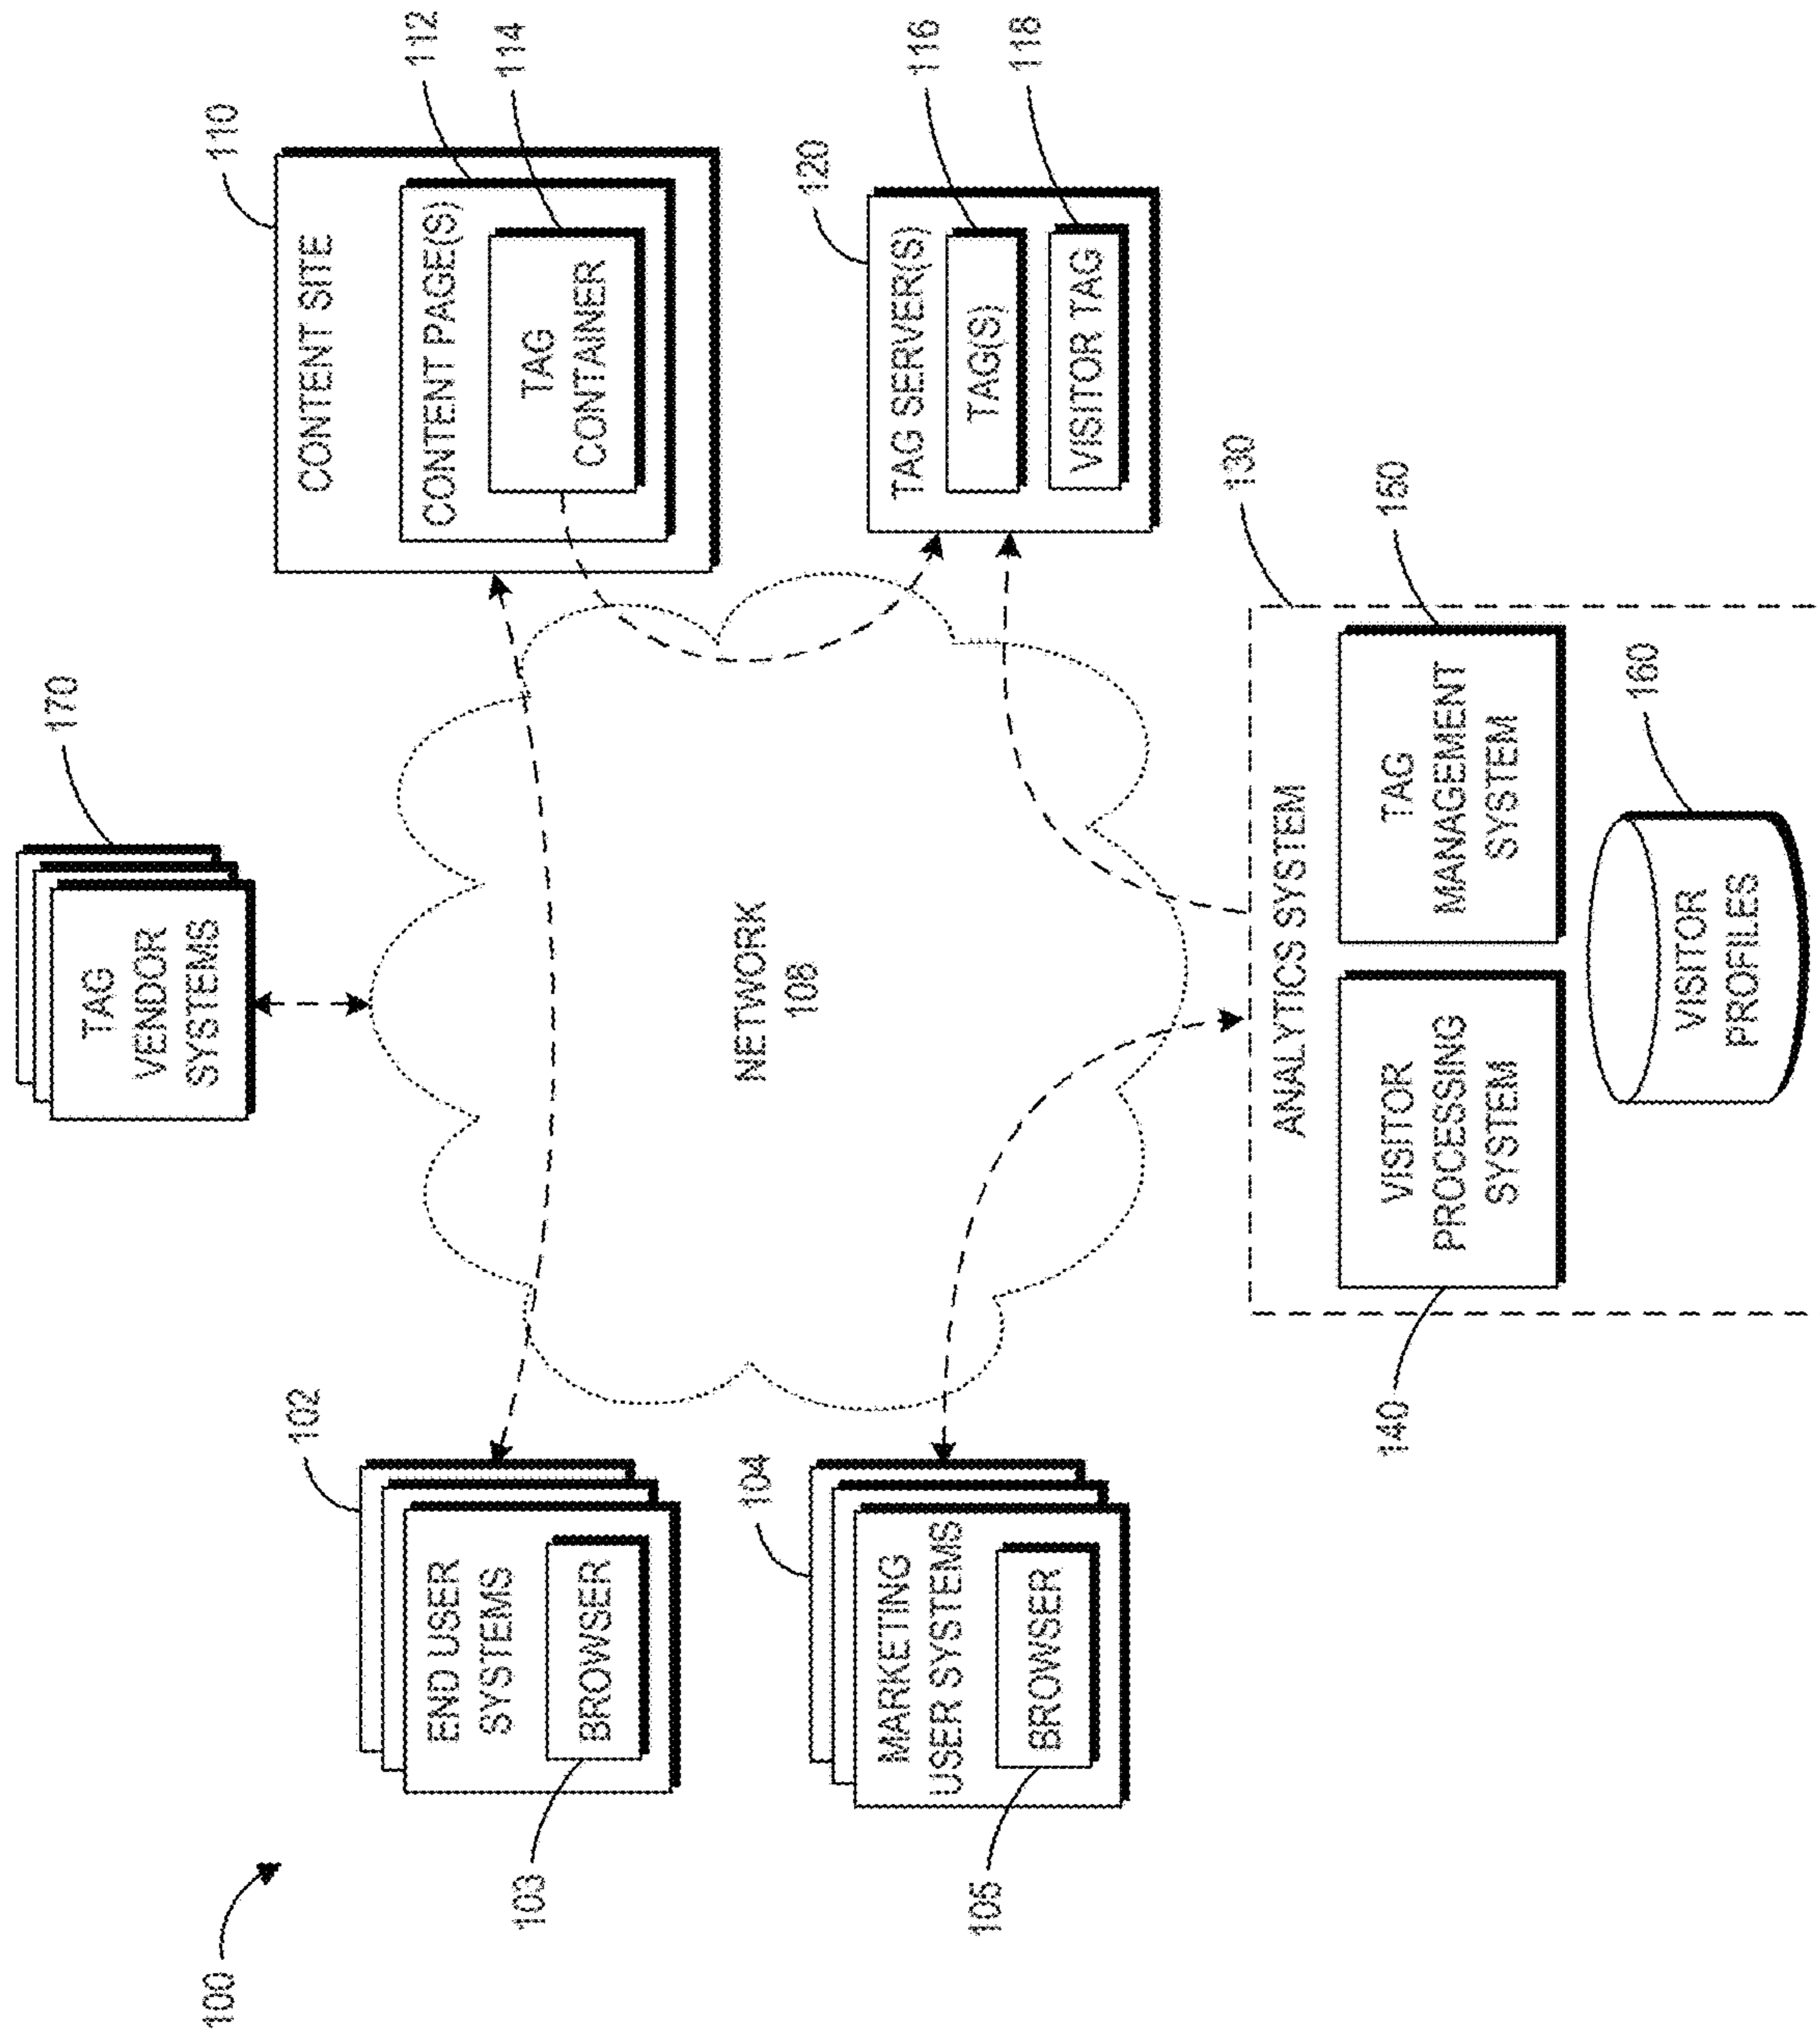 100
170
TAG
VENDOR
SYSTEMS
102
END USER
SYSTEMS
BROWSER
103
110
CONTENT SITE
112
CONTENT PAGE(S)
114
TAG
CONTAINER
NETWORK
108
104
MARKETING
USER SYSTEMS
BROWSER
105
120
TAG SERVER(S)
116
TAG(S)
118
VISITOR TAG
130
ANALYTICS SYSTEM
140
VISITOR
PROCESSING
SYSTEM
150
TAG
MANAGEMENT
SYSTEM
160
VISITOR
PROFILES